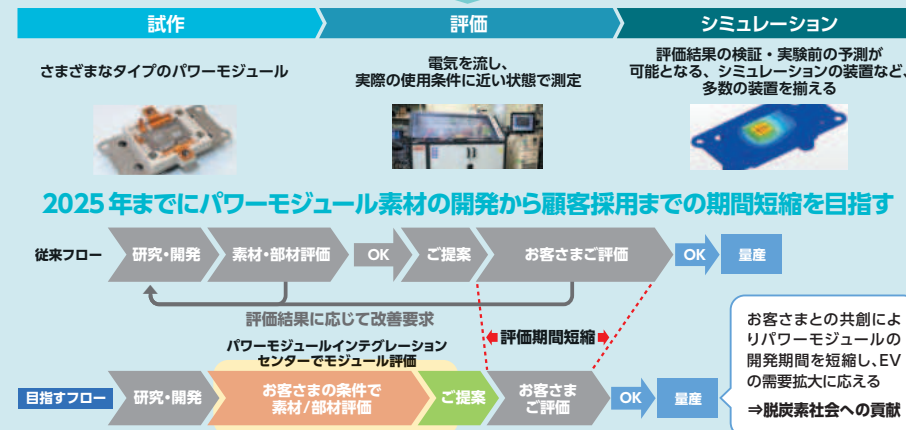 試作
評価
シミュレーション
さまざまなタイプのパワーモジュール
電気を流し、
実際の使用条件に近い状態で測定
評価結果の検証・実験前の予測が
可能となる、シミュレーションの装置など、
多数の装置を揃える
2025年までにパワーモジュール素材の開発から顧客採用までの期間短縮を目指す
従来フロー
研究・開発
素材・部材評価
OK
ご提案
お客さまご評価
OK
量産
評価結果に応じて改善要求
評価期間短縮
パワーモジュールインテグレーション
センターでモジュール評価
目指すフロー
研究・開発
お客さまの条件で
素材/部材評価
ご提案
お客さま
ご評価
OK
量産
お客さまとの共創によ
りパワーモジュールの
開発期間を短縮し、EV
の需要拡大に応える
⇒脱炭素社会への貢献